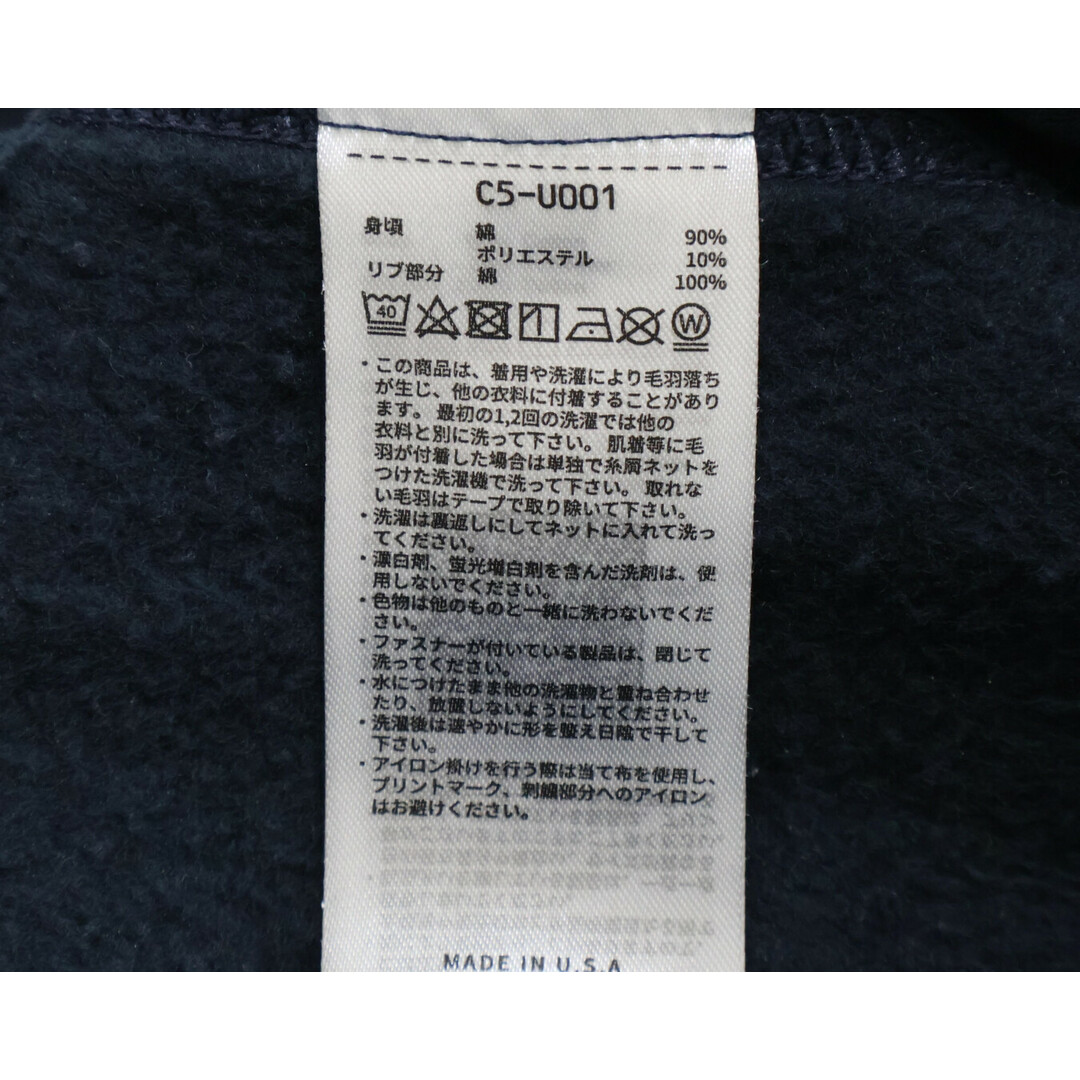 C5-U001
身頃 綿 90%
ポリエステル 10%
リブ部分 綿 100%
40 W
・この商品は、着用や洗濯により毛羽落ち
が生じ、他の衣料に付着することがあり
ます。最初の1,2回の洗濯では他の
衣料と別に洗って下さい。肌着等に毛
羽が付着した場合は単独で糸屑ネットを
つけた洗濯機で洗って下さい。取れな
い毛羽はテープで取り除いて下さい。
・洗濯は裏返しにしてネットに入れて洗っ
てください。
・漂白剤、蛍光増白剤を含んだ洗剤は、使
用しないでください。
・色物は他のものと一緒に洗わないでくだ
さい。
・ファスナーが付いている製品は、閉じて
洗ってください。
・水につけたまま他の洗濯物と重ね合わせ
たり、放置しないようにしてください。
・洗濯後は速やかに形を整え日陰で干して
下さい。
・アイロン掛けを行う際は当て布を使用し、
プリントマーク、刺繍部分へのアイロン
はお避けください。
MADE IN U.S.A